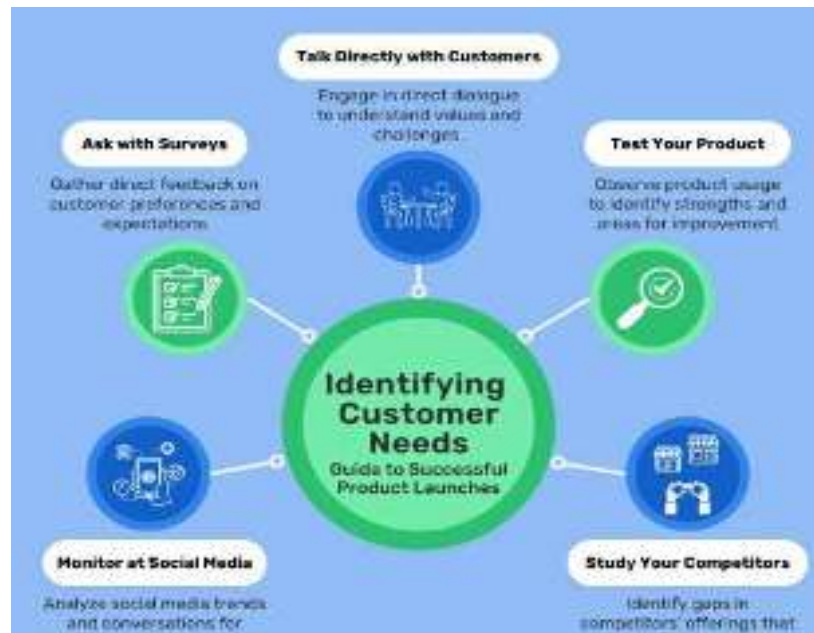 Talk Directly with Customers
Engage in direct dialogue
to understand values and
challenges
Ask with Surveys
Gather direct feedback on
customer preferences and
expectations
Test Your Product
Observe product usage
to identify strengths and
areas for improvement
Identifying
Customer
Needs
Guide to Successful
Product Launches
Monitor at Social Media
Analyze social media trends
and conversations for
Study Your Competitors
Identify gaps in
competitors' offerings that